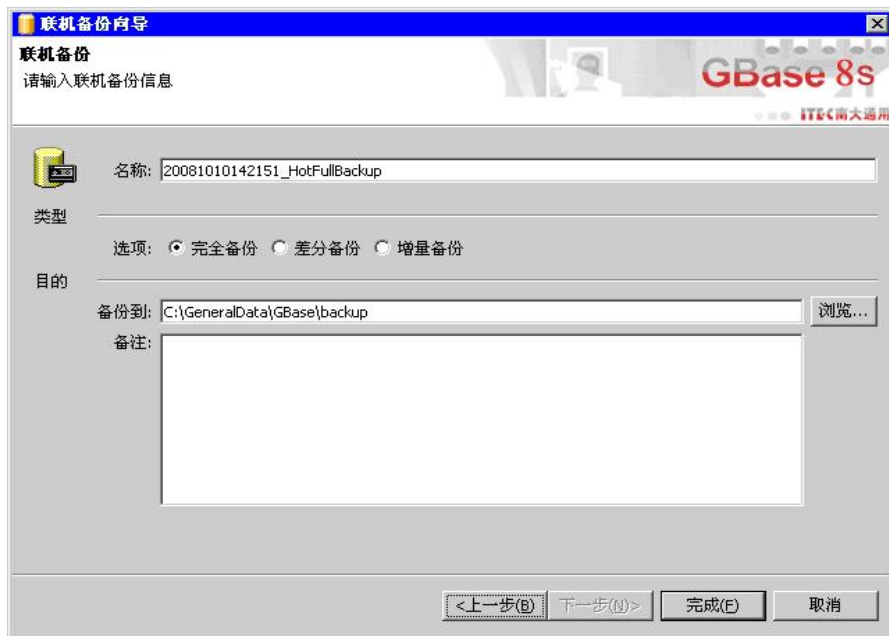 联机备份向导
联机备份
请输入联机备份信息
GBase 8s
ITEC南大通用
名称: 20081010142151_HotFullBackup
类型
选项: 完全备份 差分备份 增量备份
目的
备份到: C:\GeneralData\GBase\backup 浏览...
备注:
<上一步(B) 下一步(N)> 完成(F) 取消